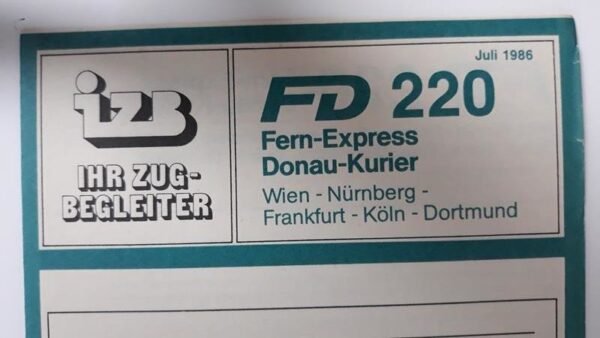 Juli 1986
izb
IHR ZUG-
BEGLEITER
FD 220
Fern-Express
Donau-Kurier
Wien - Nürnberg -
Frankfurt - Köln - Dortmund